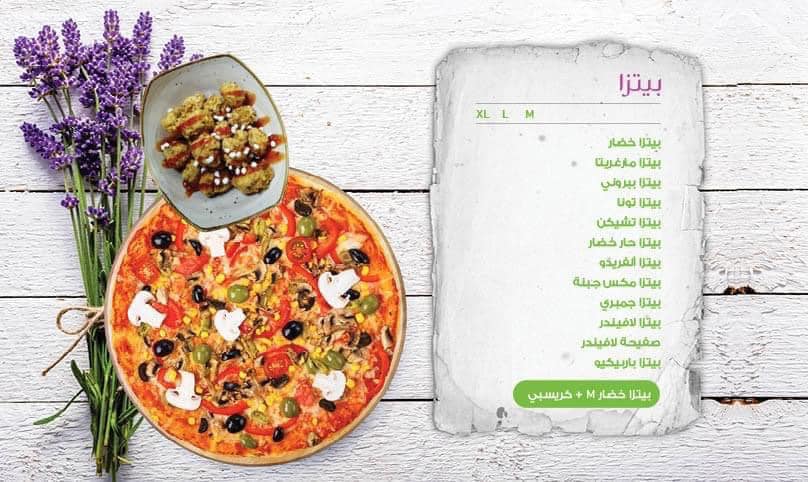 بيتزا
XL L M
بيتزا خضار
بيتزا مارغريتا
بيتزا ببروني
بيتزا تونا
بيتزا تشيكن
بيتزا حار خضار
بيتزا ألفريدو
بيتزا مكس جبنة
بيتزا جمبري
بيتزا لافيندر
صفيحة لافيندر
بيتزا باربيكيو
بيتزا خضار M + كريسبي